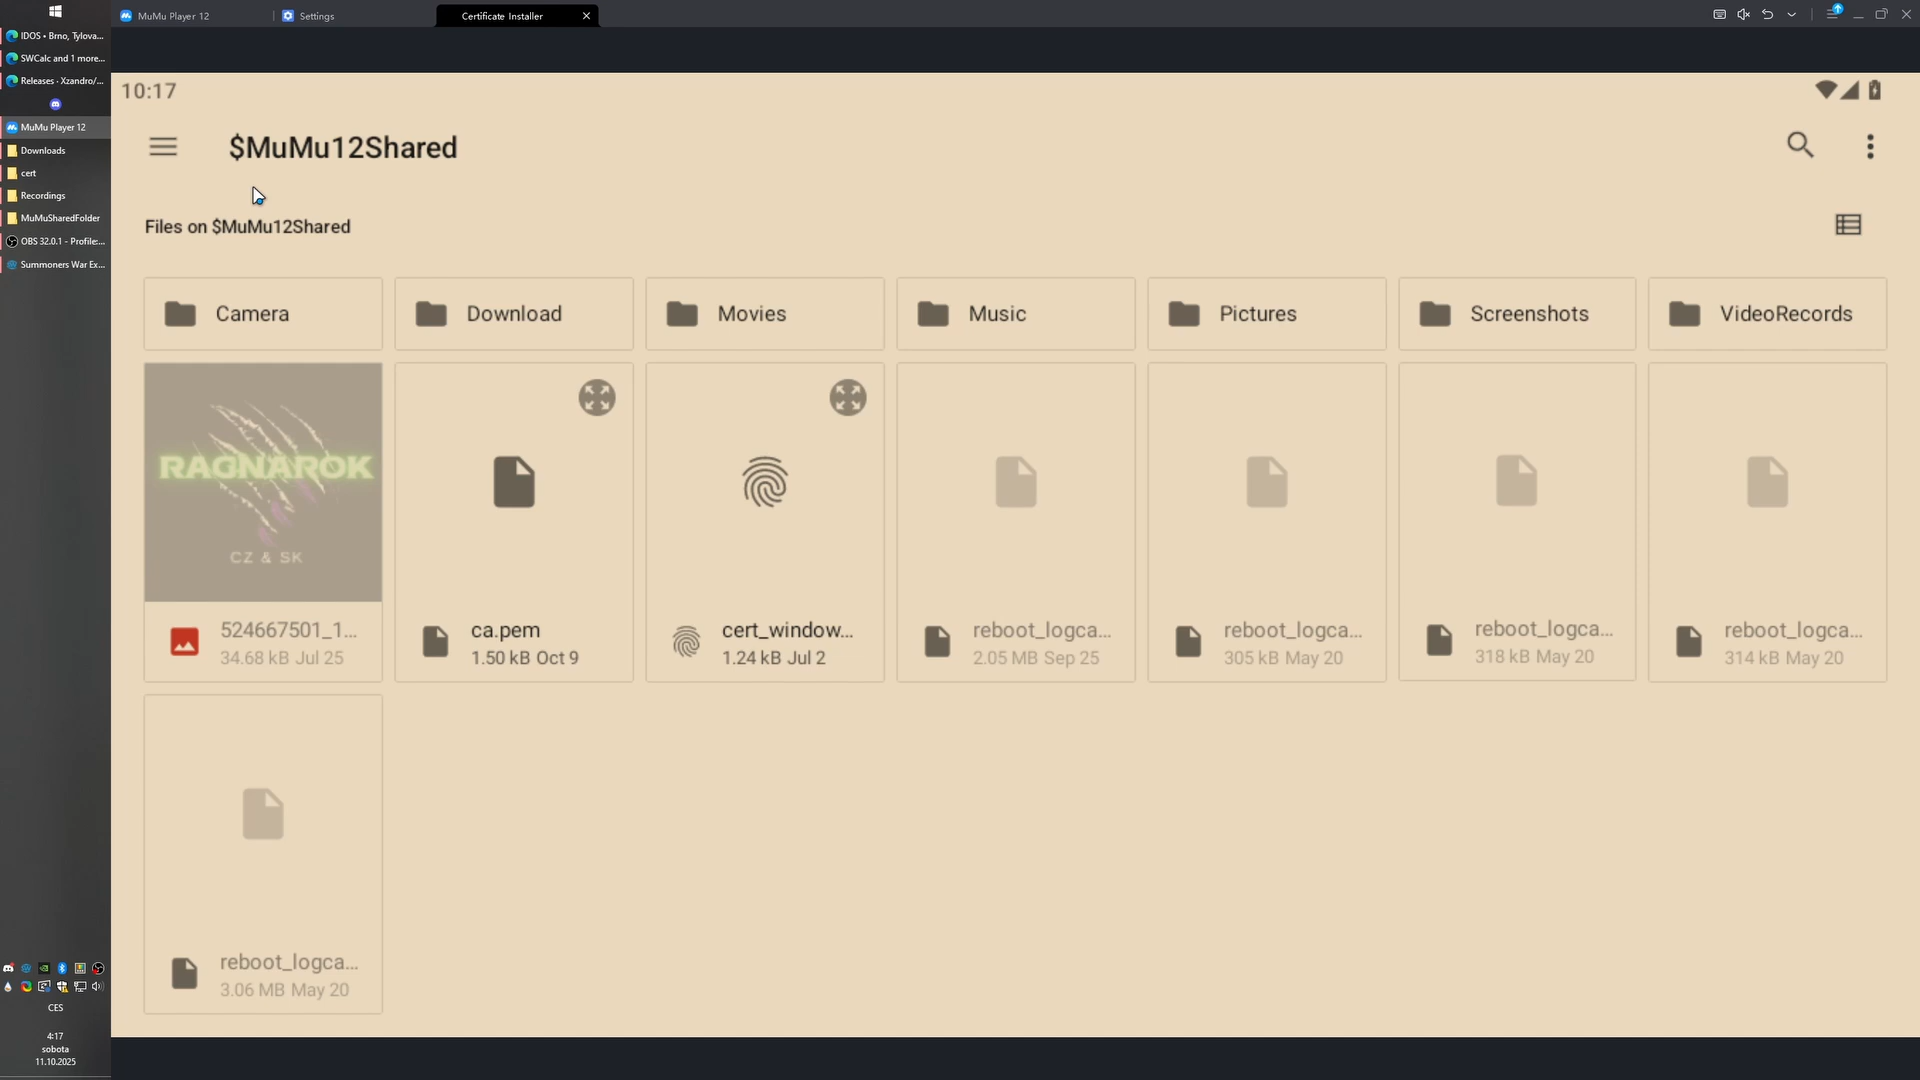 MuMu Player 12
Settings
Certificate Installer
IDOS • Brno, Tylova...
SWCalc and 1 more...
Releases · Xzandro/...
MuMu Player 12
Downloads
cert
Recordings
MuMuSharedFolder
OBS 32.0.1 - Profile:...
Summoners War Ex...
10:17
$MuMu12Shared
Files on $MuMu12Shared
Camera
Download
Movies
Music
Pictures
Screenshots
VideoRecords
RAGNAROK
CZ & SK
524667501_1...
34.68 kB Jul 25
ca.pem
1.50 kB Oct 9
cert_window...
1.24 kB Jul 2
reboot_logca...
2.05 MB Sep 25
reboot_logca...
305 kB May 20
reboot_logca...
318 kB May 20
reboot_logca...
314 kB May 20
reboot_logca...
3.06 MB May 20
CES
4:17
sobota
11.10.2025